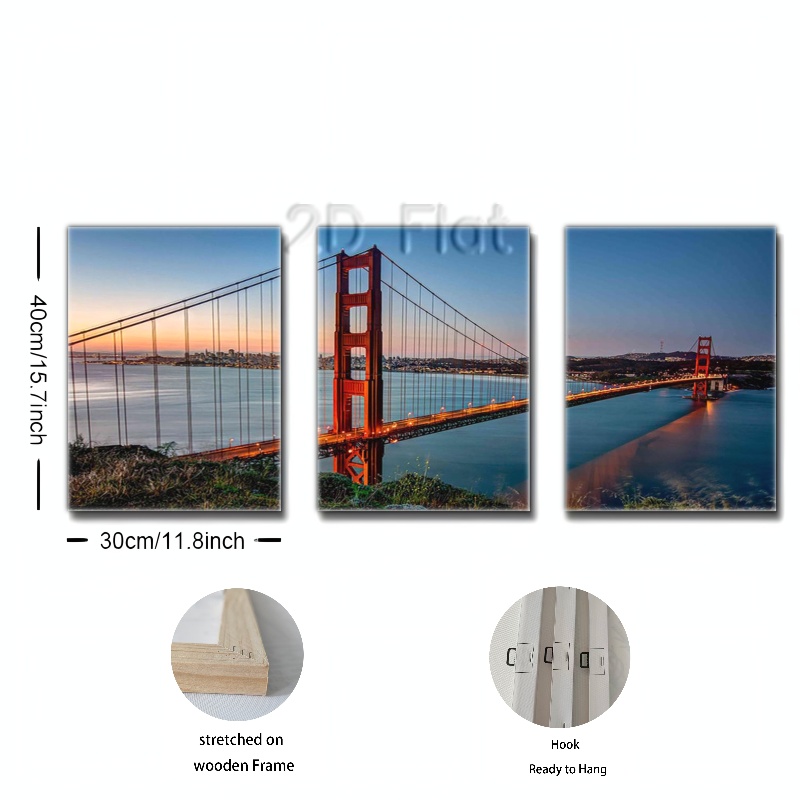 2D Flat
40cm/15.7inch
30cm/11.8inch
stretched on
wooden Frame
Hook
Ready to Hang